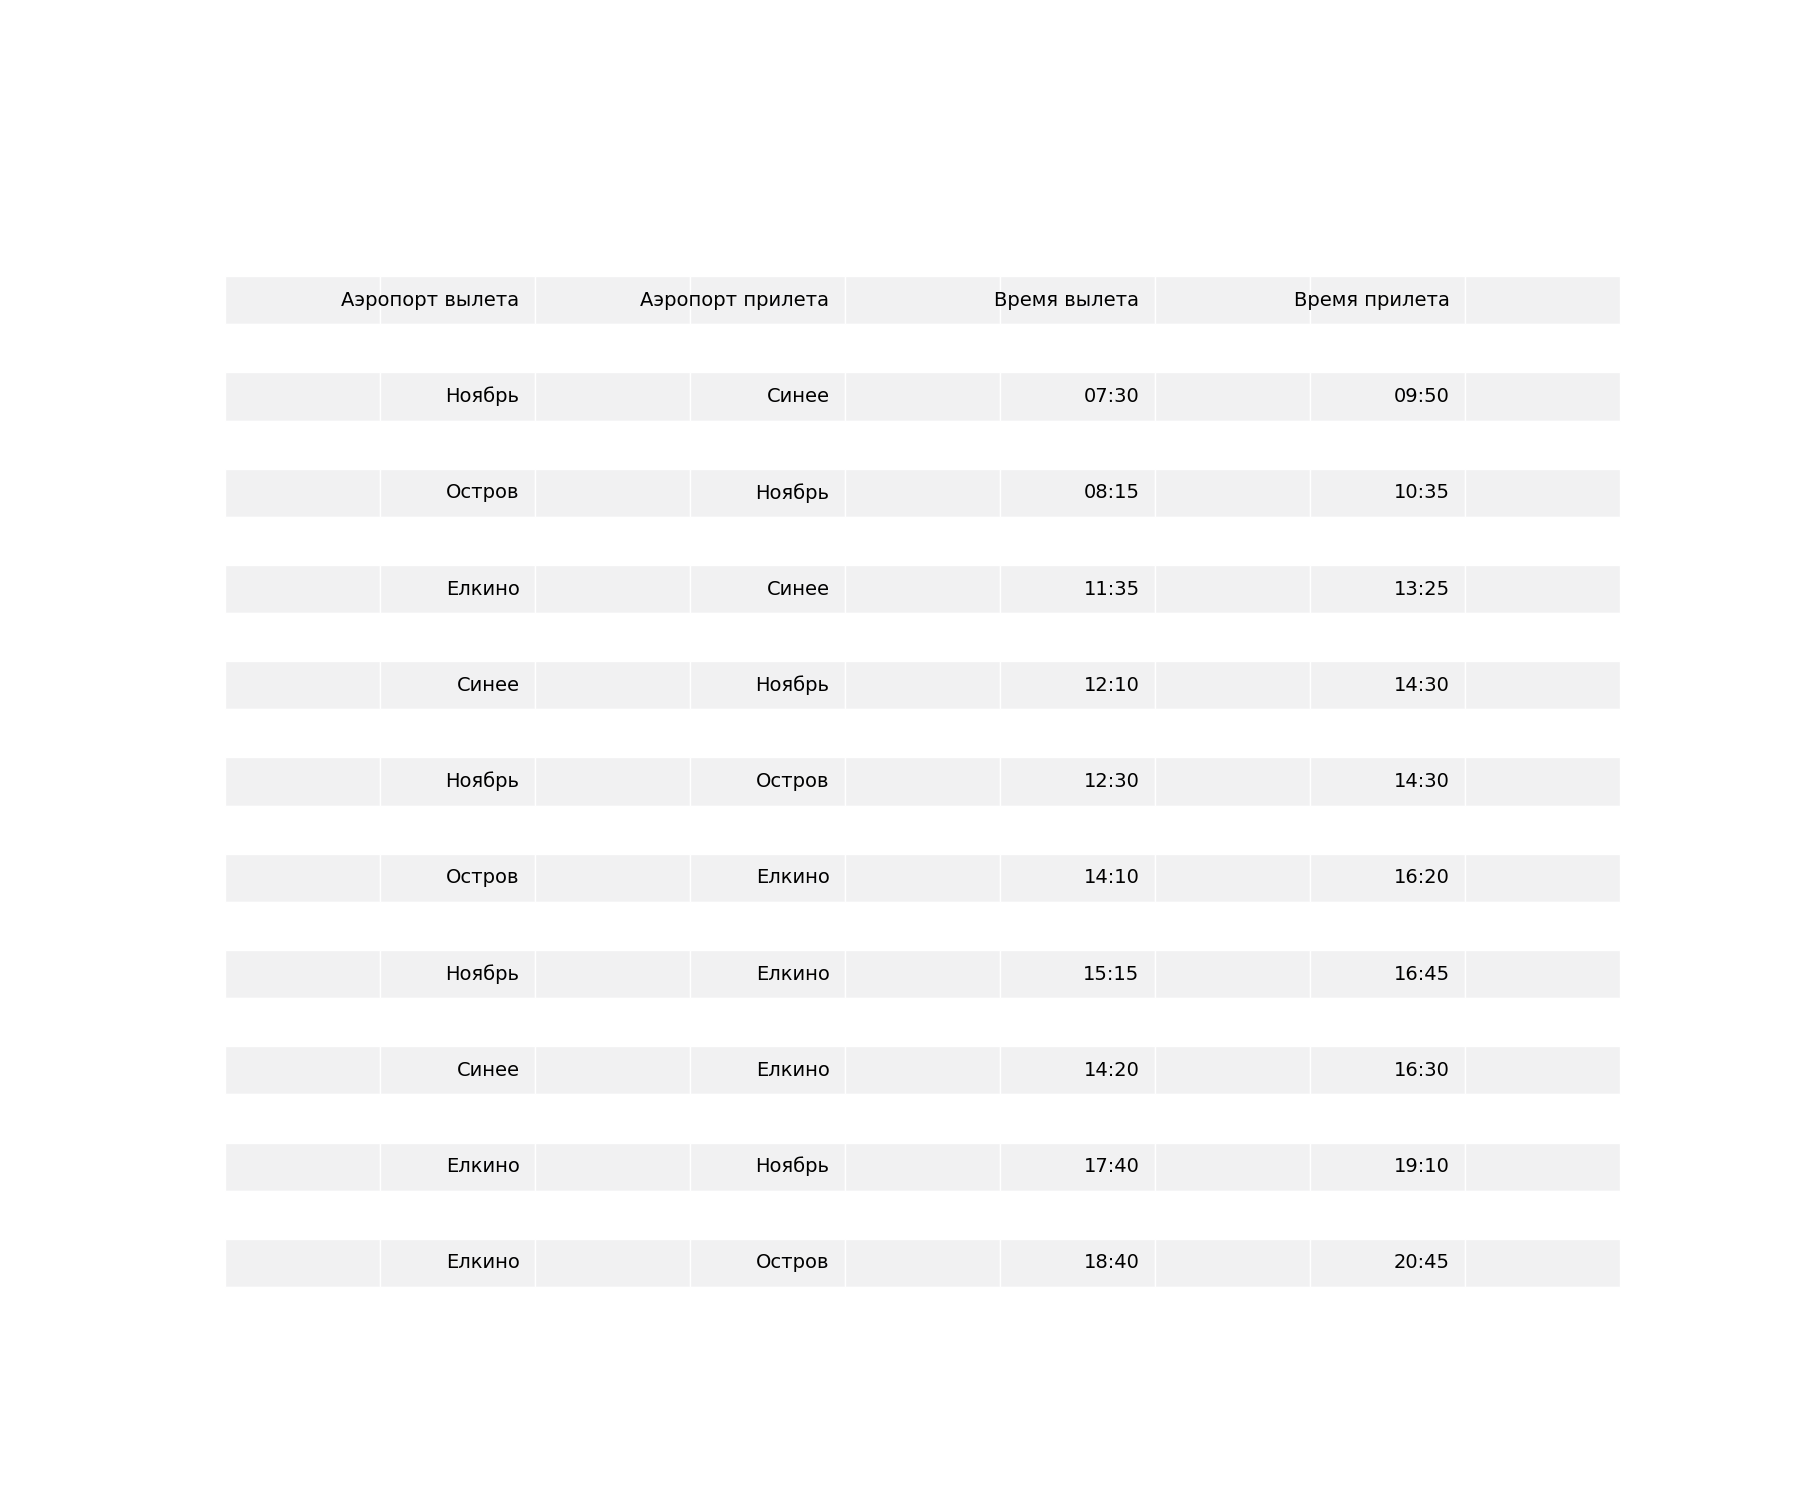 Аэропорт вылета Аэропорт прилета Время вылета Время прилета
Ноябрь Синее 07:30 09:50
Остров Ноябрь 08:15 10:35
Елкино Синее 11:35 13:25
Синее Ноябрь 12:10 14:30
Ноябрь Остров 12:30 14:30
Остров Елкино 14:10 16:20
Ноябрь Елкино 15:15 16:45
Синее Елкино 14:20 16:30
Елкино Ноябрь 17:40 19:10
Елкино Остров 18:40 20:45